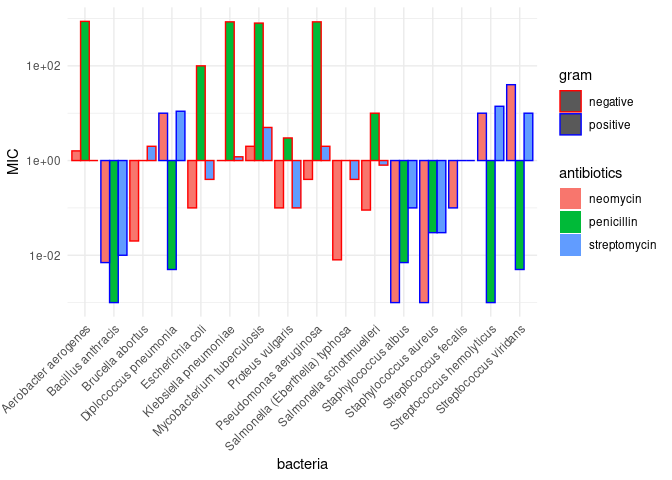 MIC
1e+02
1e+00
1e-02
Aerobacter aerogenes
Bacillus anthracis
Brucella abortus
Diplococcus pneumonia
Escherichia coli
Klebsiella pneumoniae
Mycobacterium tuberculosis
Proteus vulgaris
Pseudomonas aeruginosa
Salmonella (Eberthella) typhosa
Salmonella schottmuelleri
Staphylococcus albus
Staphylococcus aureus
Streptococcus fecalis
Streptococcus hemolyticus
Streptococcus viridans
bacteria
gram
negative
positive
antibiotics
neomycin
penicillin
streptomycin